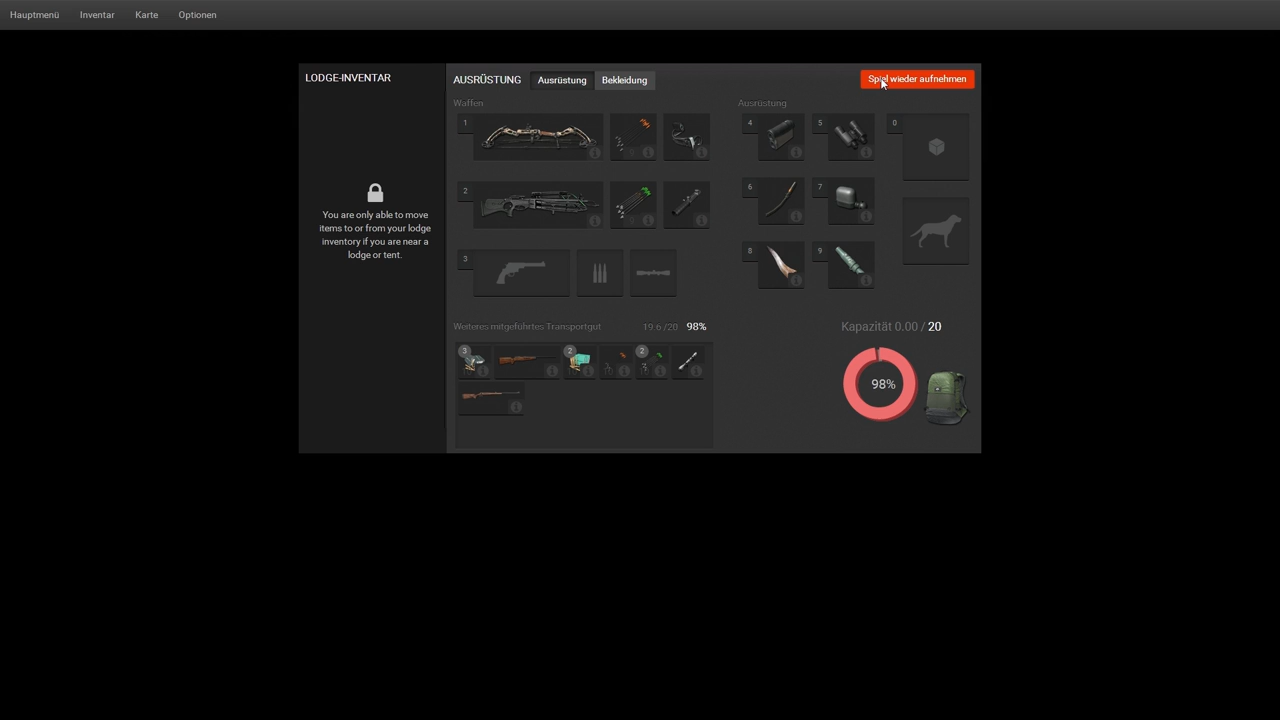 Hauptmenü Inventar Karte Optionen
LODGE-INVENTAR
You are only able to move
items to or from your lodge
inventory if you are near a
lodge or tent.
AUSRÜSTUNG Ausrüstung Bekleidung Spiel wieder aufnehmen
Waffen
1
2
3
Ausrüstung
4 5 0
6 7
8 9
Weiteres mitgeführtes Transportgut 19.6/20 98%
3 2 2
Kapazität 0.00 / 20
98%